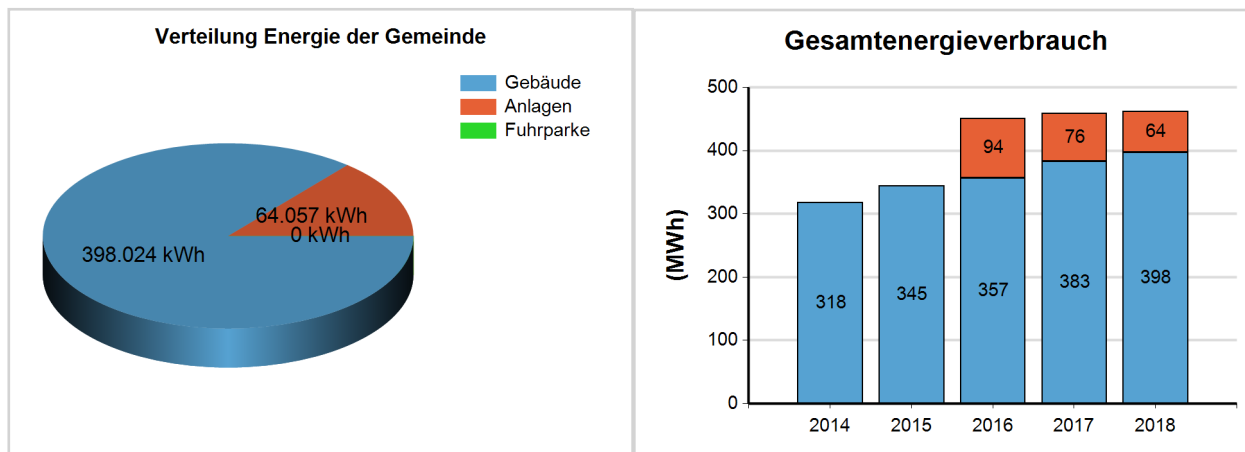 Verteilung Energie der Gemeinde
Gebäude
Anlagen
Fuhrparke
64.057 kWh
0 kWh
398.024 kWh
Gesamtenergieverbrauch
(MWh)
500
400
300
200
100
0
94
76
64
318
345
357
383
398
2014
2015
2016
2017
2018